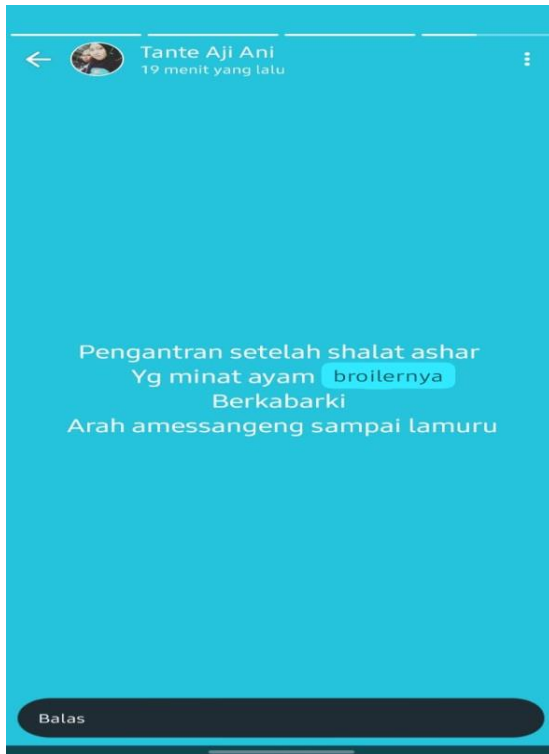 Tante Aji Ani
19 menit yang lalu
Pengantran setelah shalat ashar
Yg minat ayam broilernya
Berkabarki
Arah amessangeng sampai lamuru
Balas